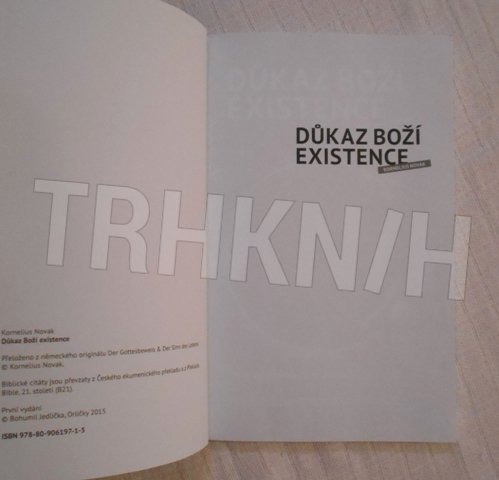 Kornelius Novak
Důkaz Boží existence
Přeloženo z německého originálu Der Gottesbeweis & Der Sinn des Lebens
© Kornelius Novak.
Biblické citáty jsou převzaty z Českého ekumenického překladu a z Překladu
Bible, 21. století (B21).
První vydání
© Bohumil Jedlička, Orličky 2015
ISBN 978-80-906197-1-5
DŮKAZ BOŽÍ
EXISTENCE
DŮKAZ BOŽÍ
EXISTENCE
KORNELIUS NOVAK
TRHKNIH